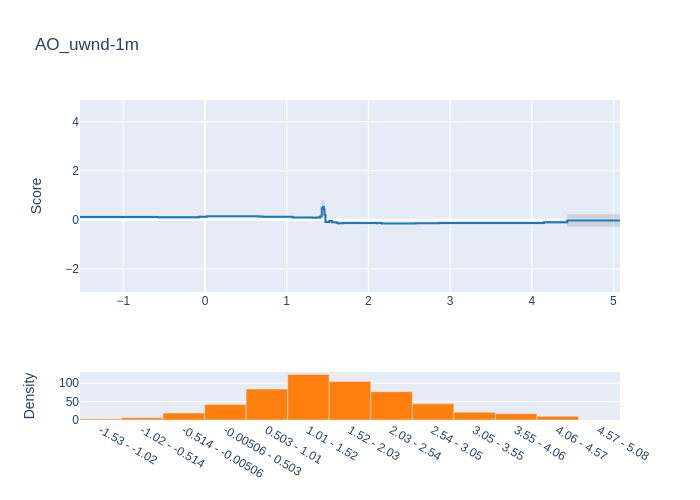 AO_uwnd-1m
Score
4
2
0
−2
−1
0
1
2
3
4
5
Density
100
50
0
-1.53 - -1.02
-1.02 - -0.514
-0.514 - -0.00506
-0.00506 - 0.503
0.503 - 1.01
1.01 - 1.52
1.52 - 2.03
2.03 - 2.54
2.54 - 3.05
3.05 - 3.55
3.55 - 4.06
4.06 - 4.57
4.57 - 5.08